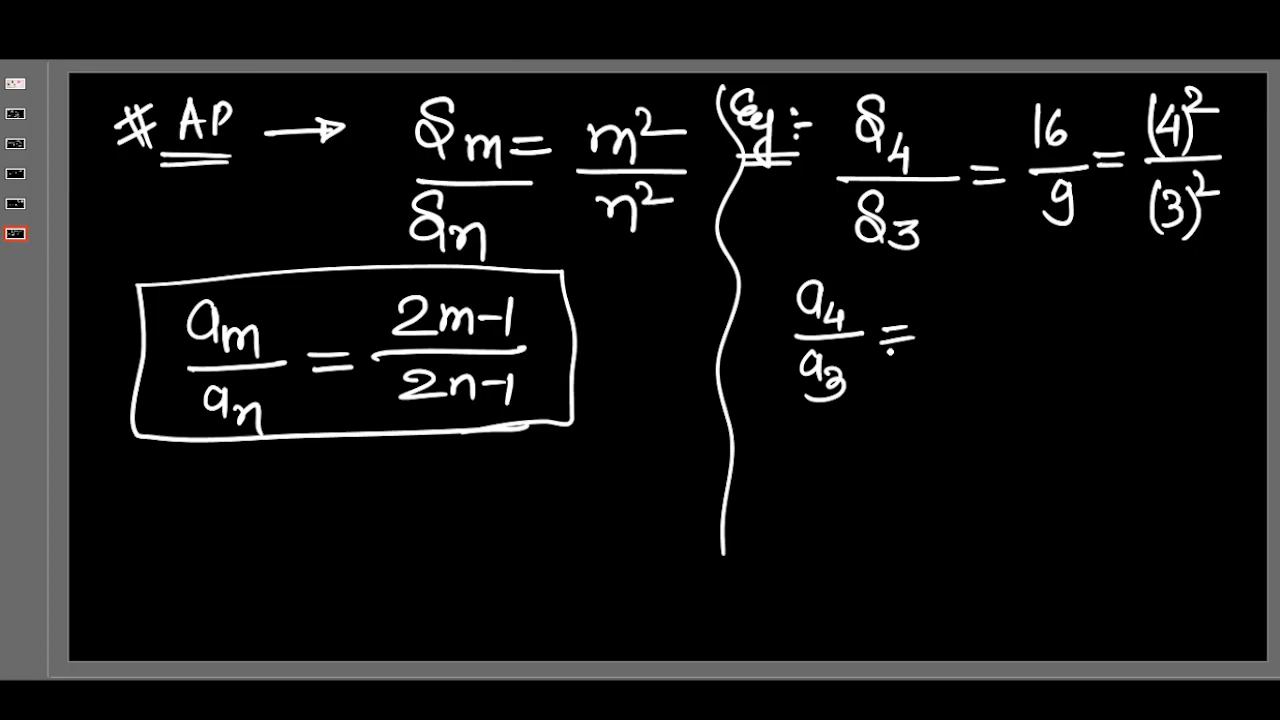 # AP → Sm/Sn = m²/n²
am/an = 2m-1/2n-1
Eg:- S4/S3 = 16/9 = (4)²/(3)²
a4/a3 =